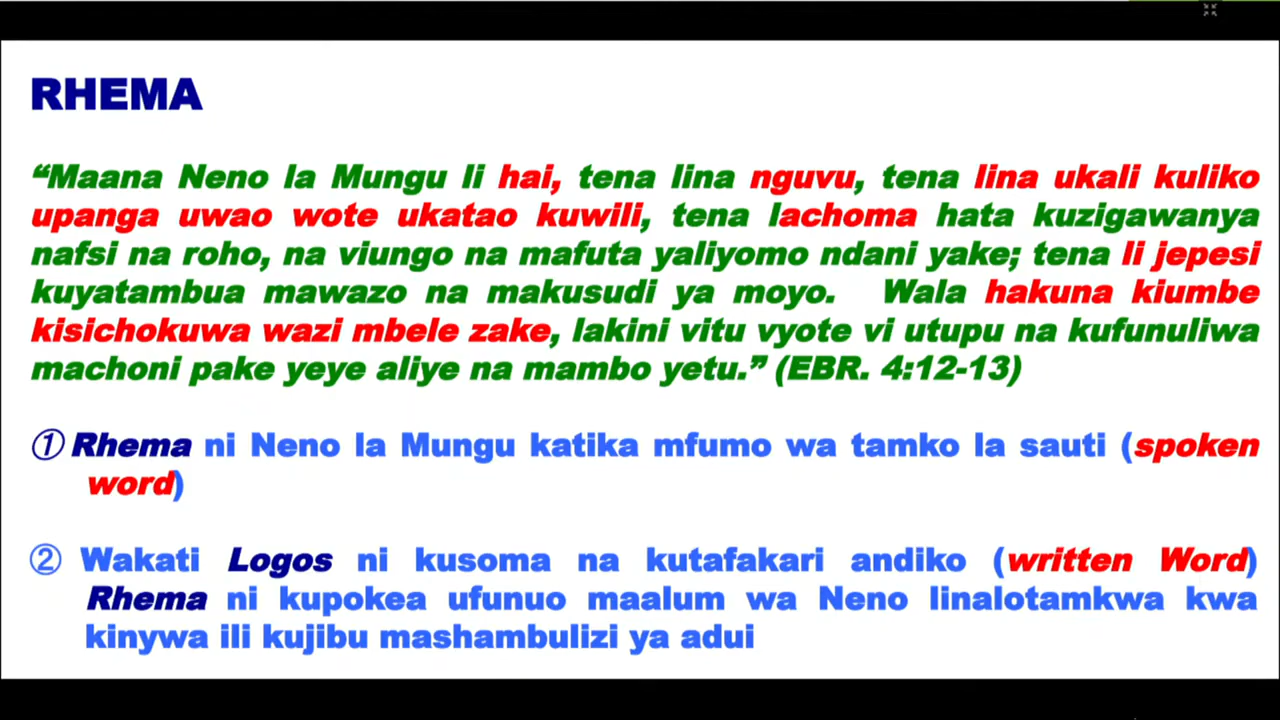 RHEMA
“Maana Neno la Mungu li hai, tena lina nguvu, tena lina ukali kuliko
upanga uwao wote ukatao kuwili, tena lachoma hata kuzigawanya
nafsi na roho, na viungo na mafuta yaliyomo ndani yake; tena li jepesi
kuyatambua mawazo na makusudi ya moyo. Wala hakuna kiumbe
kisichokuwa wazi mbele zake, lakini vitu vyote vi utupu na kufunuliwa
machoni pake yeye aliye na mambo yetu.” (EBR. 4:12-13)
① Rhema ni Neno la Mungu katika mfumo wa tamko la sauti (spoken
word)
② Wakati Logos ni kusoma na kutafakari andiko (written Word)
Rhema ni kupokea ufunuo maalum wa Neno linalotamkwa kwa
kinywa ili kujibu mashambulizi ya adui